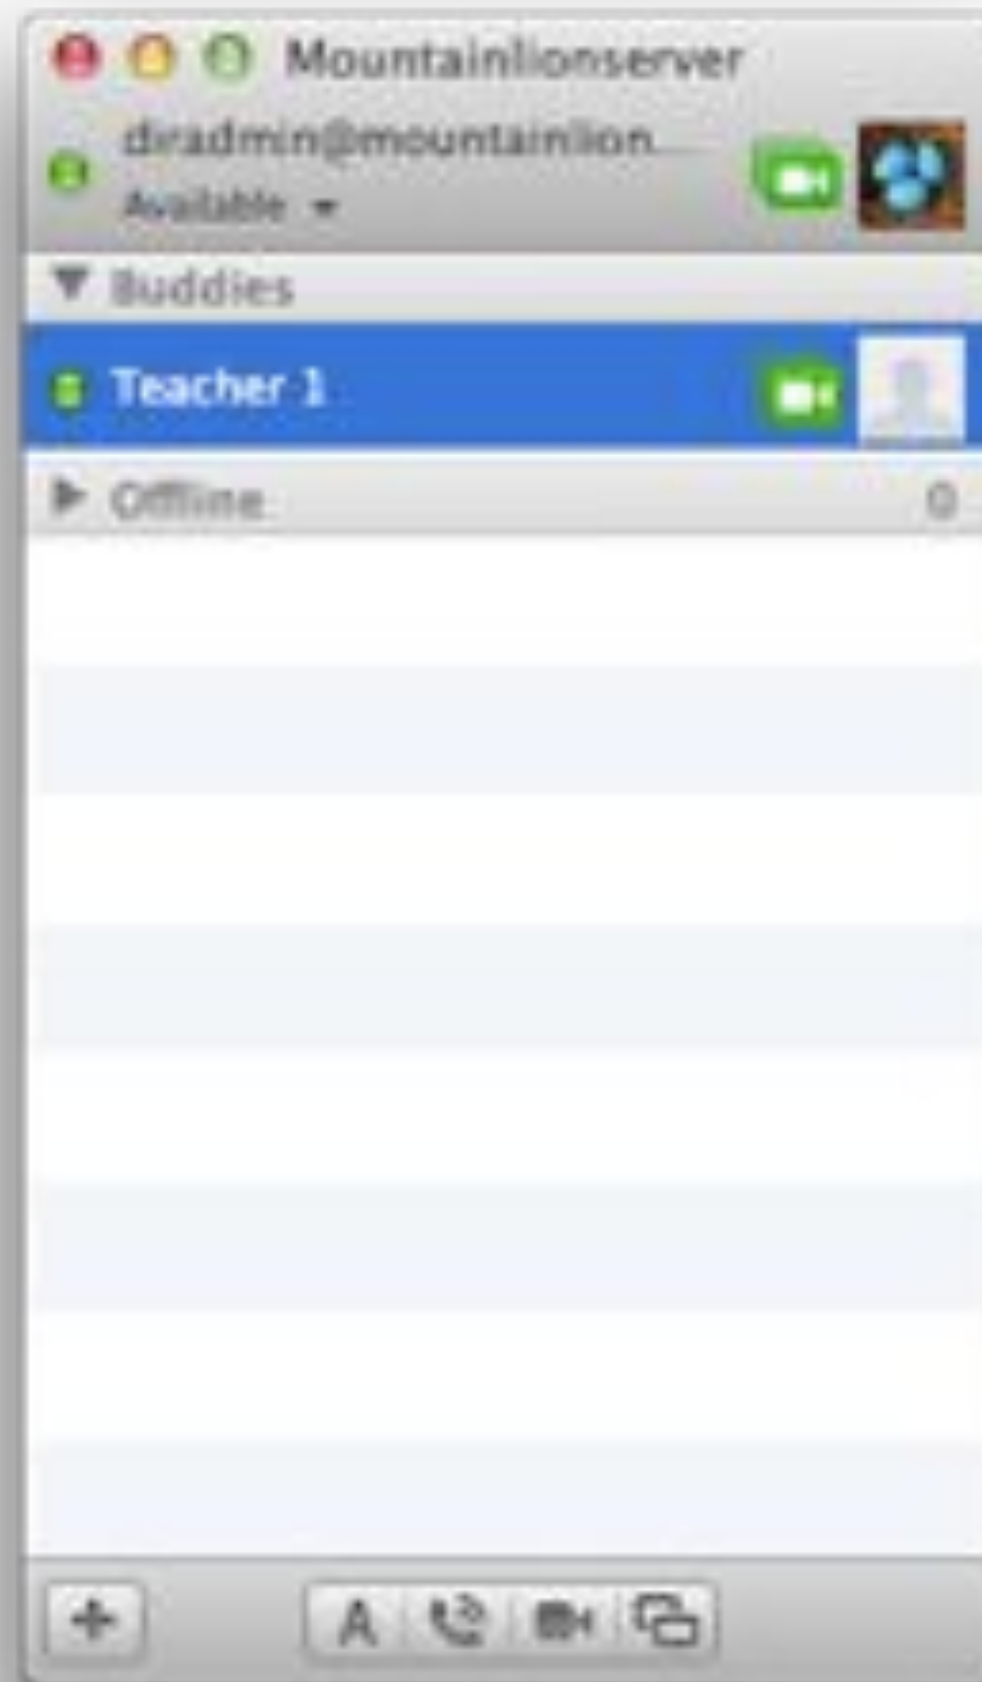 Mountainlionserver
diradmin@mountainlion...
Available
Buddies
Teacher 1
Offline 0
A